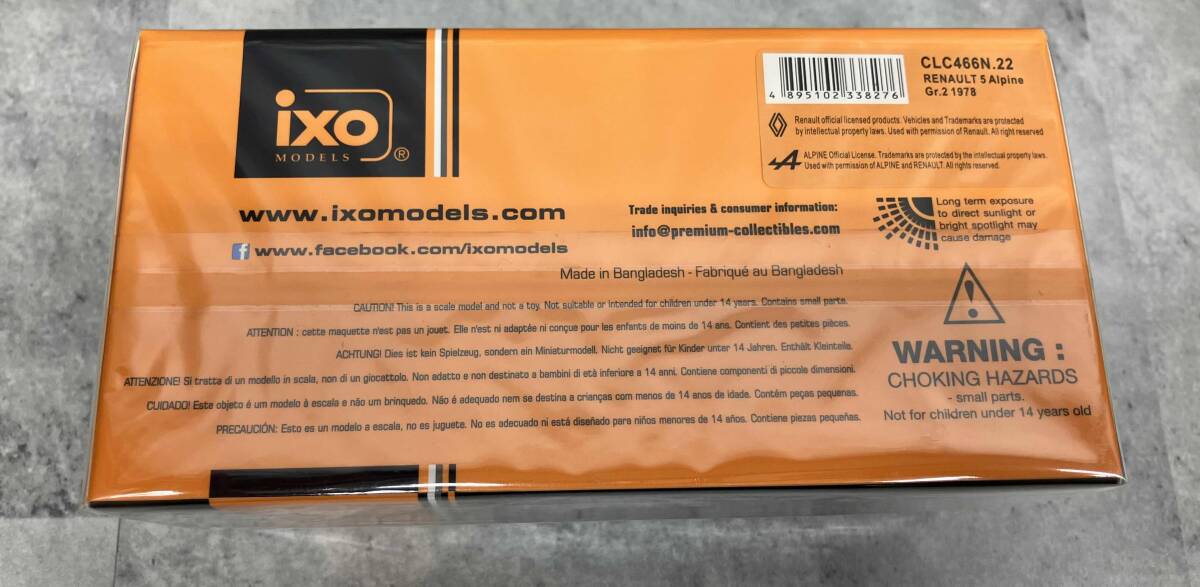 ixo
MODELS ®
4 895102 338276
CLC466N.22
RENAULT 5 Alpine
Gr.2 1978
Renault official licensed products. Vehicles and Trademarks are protected
by intellectual property laws. Used with permission of Renault. All right reserved
ALPINE Official License. Trademarks are protected by the intellectual property laws.
Used with permission of ALPINE and RENAULT. All rights reserved.
www.ixomodels.com
f www.facebook.com/ixomodels
Trade inquiries & consumer information:
info@premium-collectibles.com
Long term exposure
to direct sunlight or
bright spotlight may
cause damage
Made in Bangladesh - Fabriqué au Bangladesh
CAUTION! This is a scale model and not a toy. Not suitable or intended for children under 14 years. Contains small parts.
ATTENTION : cette maquette n'est pas un jouet. Elle n'est ni adaptée ni conçue pour les enfants de moins de 14 ans. Contient des petites pièces.
ACHTUNG! Dies ist kein Spielzeug, sondern ein Miniaturmodell. Nicht geeignet für Kinder unter 14 Jahren. Enthält Kleinteile.
ATTENZIONE! Si tratta di un modello in scala, non di un giocattolo. Non adatto e non destinato a bambini di età inferiore a 14 anni. Contiene componenti di piccole dimensioni.
CUIDADO! Este objeto é um modelo à escala e não um brinquedo. Não é adequado nem se destina a crianças com menos de 14 anos de idade. Contém peças pequenas.
PRECAUCIÓN: Esto es un modelo a escala, no es juguete. No es adecuado ni está diseñado para niños menores de 14 años. Contiene piezas pequeñas.
WARNING :
CHOKING HAZARDS
- small parts.
Not for children under 14 years old